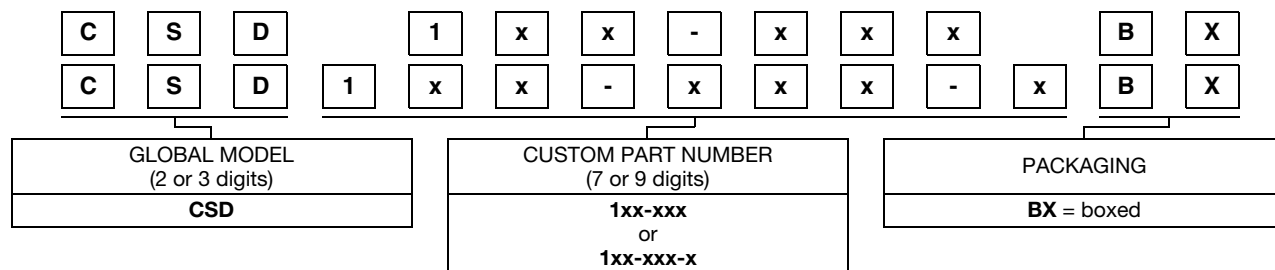 C S D 1 x x - x x x B X
C S D 1 x x - x x x - x B X
GLOBAL MODEL
(2 or 3 digits)
CSD
CUSTOM PART NUMBER
(7 or 9 digits)
1xx-xxx
or
1xx-xxx-x
PACKAGING
BX = boxed